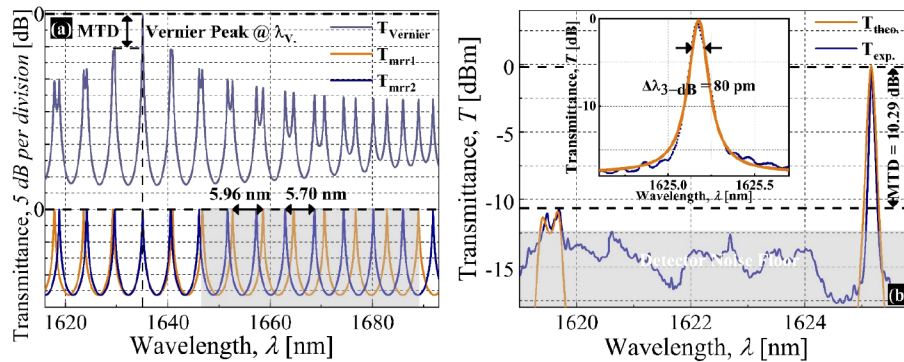 (a)
MTD
Vernier Peak @ λV.
TVernier
Tmrr1
Tmrr2
0
5.96 nm
5.70 nm
0
Transmittance, 5 dB per division [dB]
1620
1640
1660
1680
Wavelength, λ [nm]
Ttheo.
Texp.
0
10
Transmittance, T [dB]
Δλ3-dB = 80 pm
1625.0
1625.5
Wavelength, λ [nm]
MTD = 10.29 dB
0
−5
−10
−15
Transmittance, T [dBm]
Detector Noise Floor
(b)
1620
1622
1624
Wavelength, λ [nm]